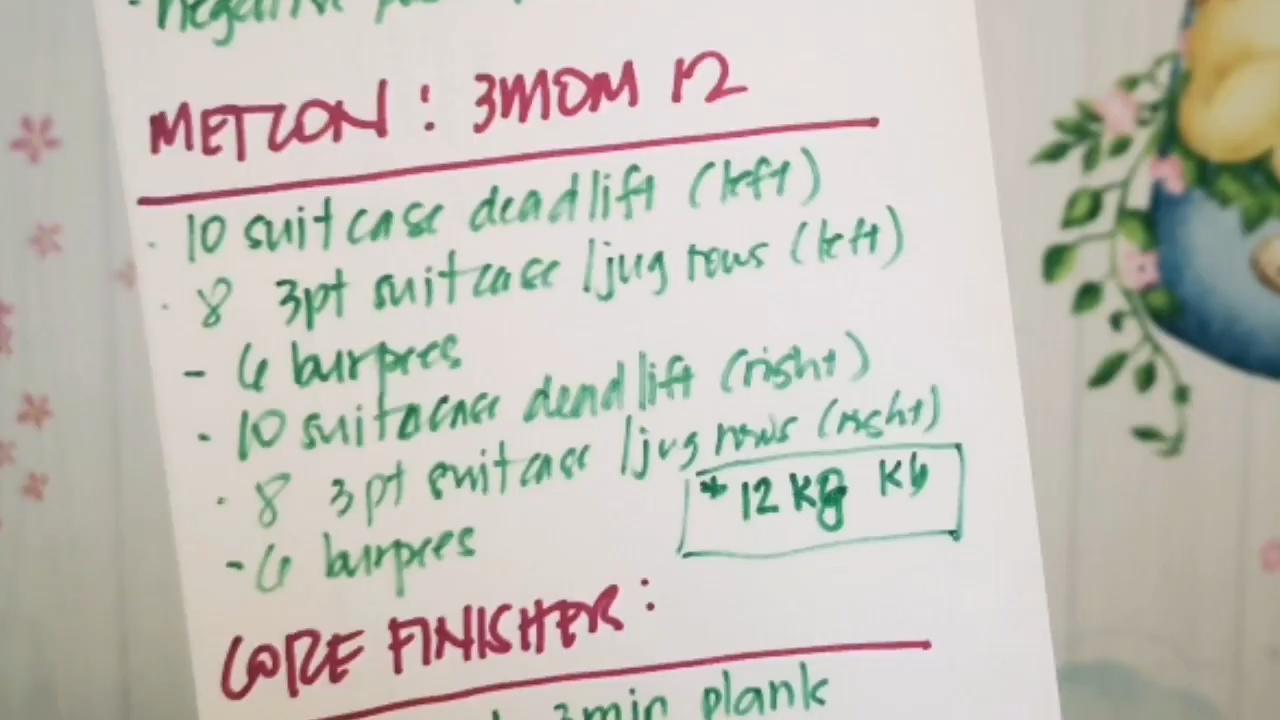 • negative
METCON : 3MOM 12
• 10 suitcase deadlift (left)
• 8 3pt suitcase /jug rows (left)
- 6 burpees
• 10 suitcase deadlift (right)
• 8 3pt suitcase /jug rows (right)
* 12 kg kb
- 6 burpees
CORE FINISHER :
3min plank